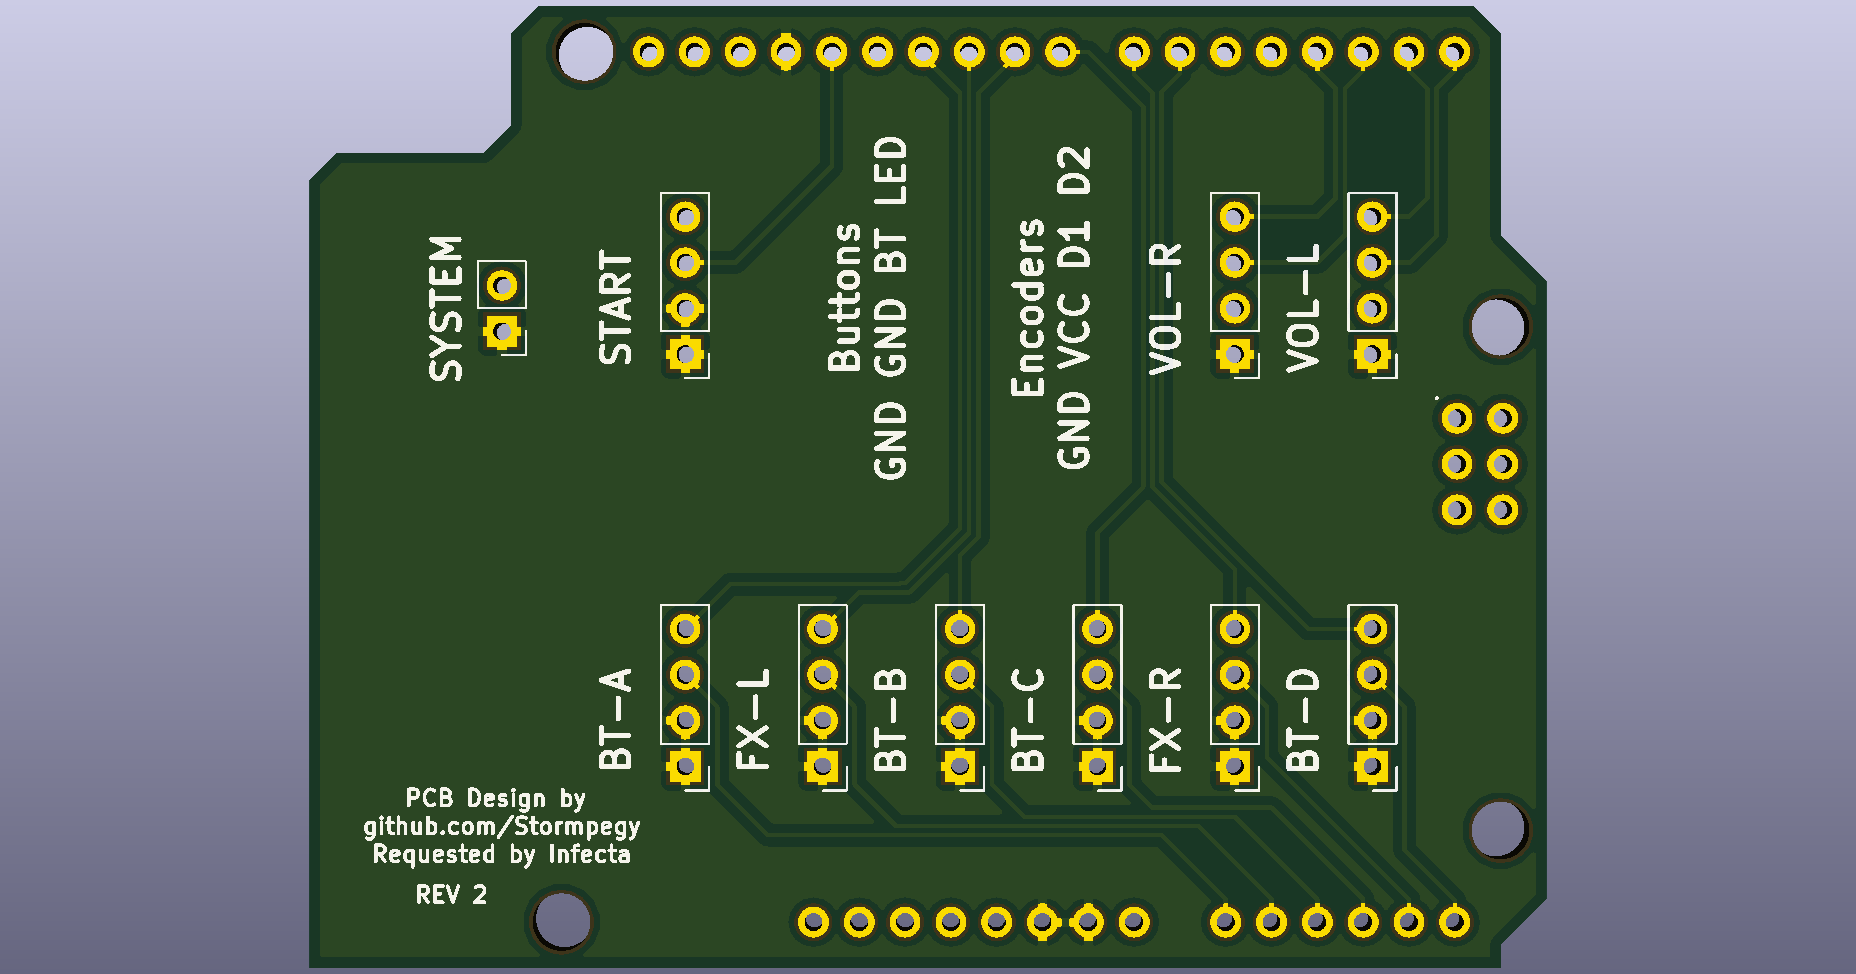 SYSTEM
START
Buttons
GND GND BT LED
Encoders
GND VCC D1 D2
VOL-R
VOL-L
BT-A
FX-L
BT-B
BT-C
FX-R
BT-D
PCB Design by
github.com/Stormpegy
Requested by Infecta
REV 2